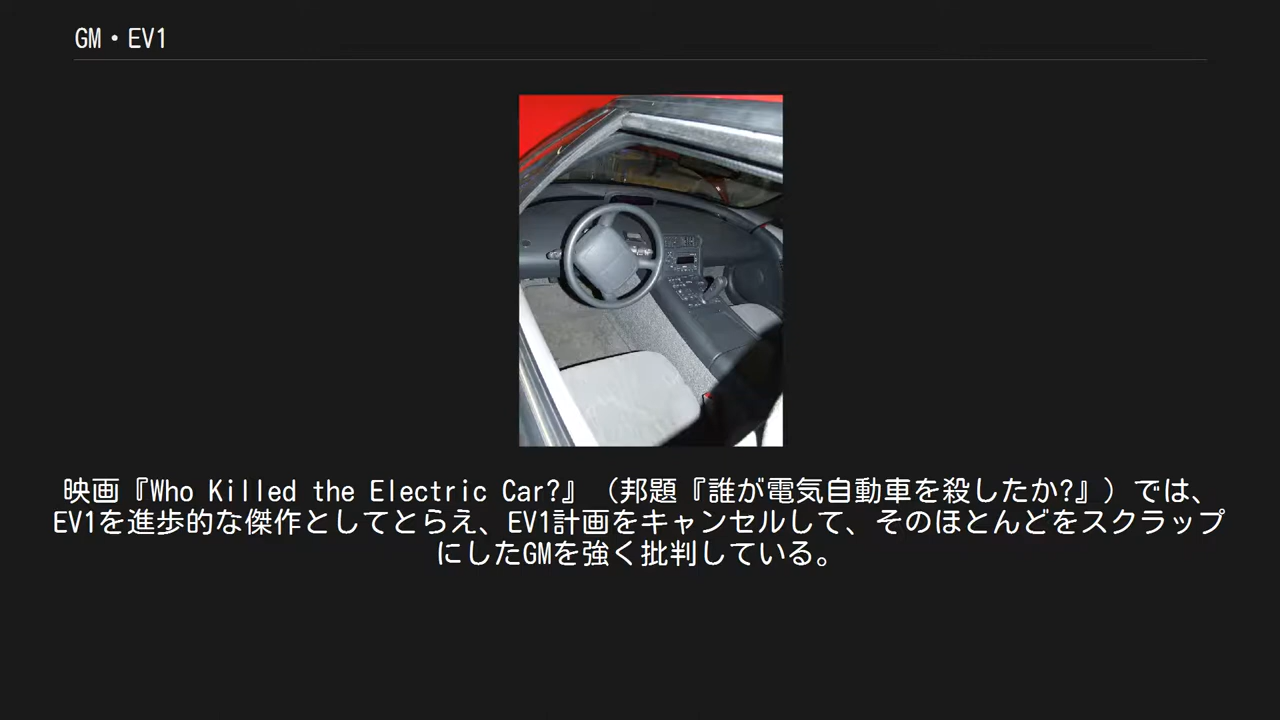 GM・EV1
映画『Who Killed the Electric Car?』（邦題『誰が電気自動車を殺したか?』）では、
EV1を進歩的な傑作としてとらえ、EV1計画をキャンセルして、そのほとんどをスクラップ
にしたGMを強く批判している。